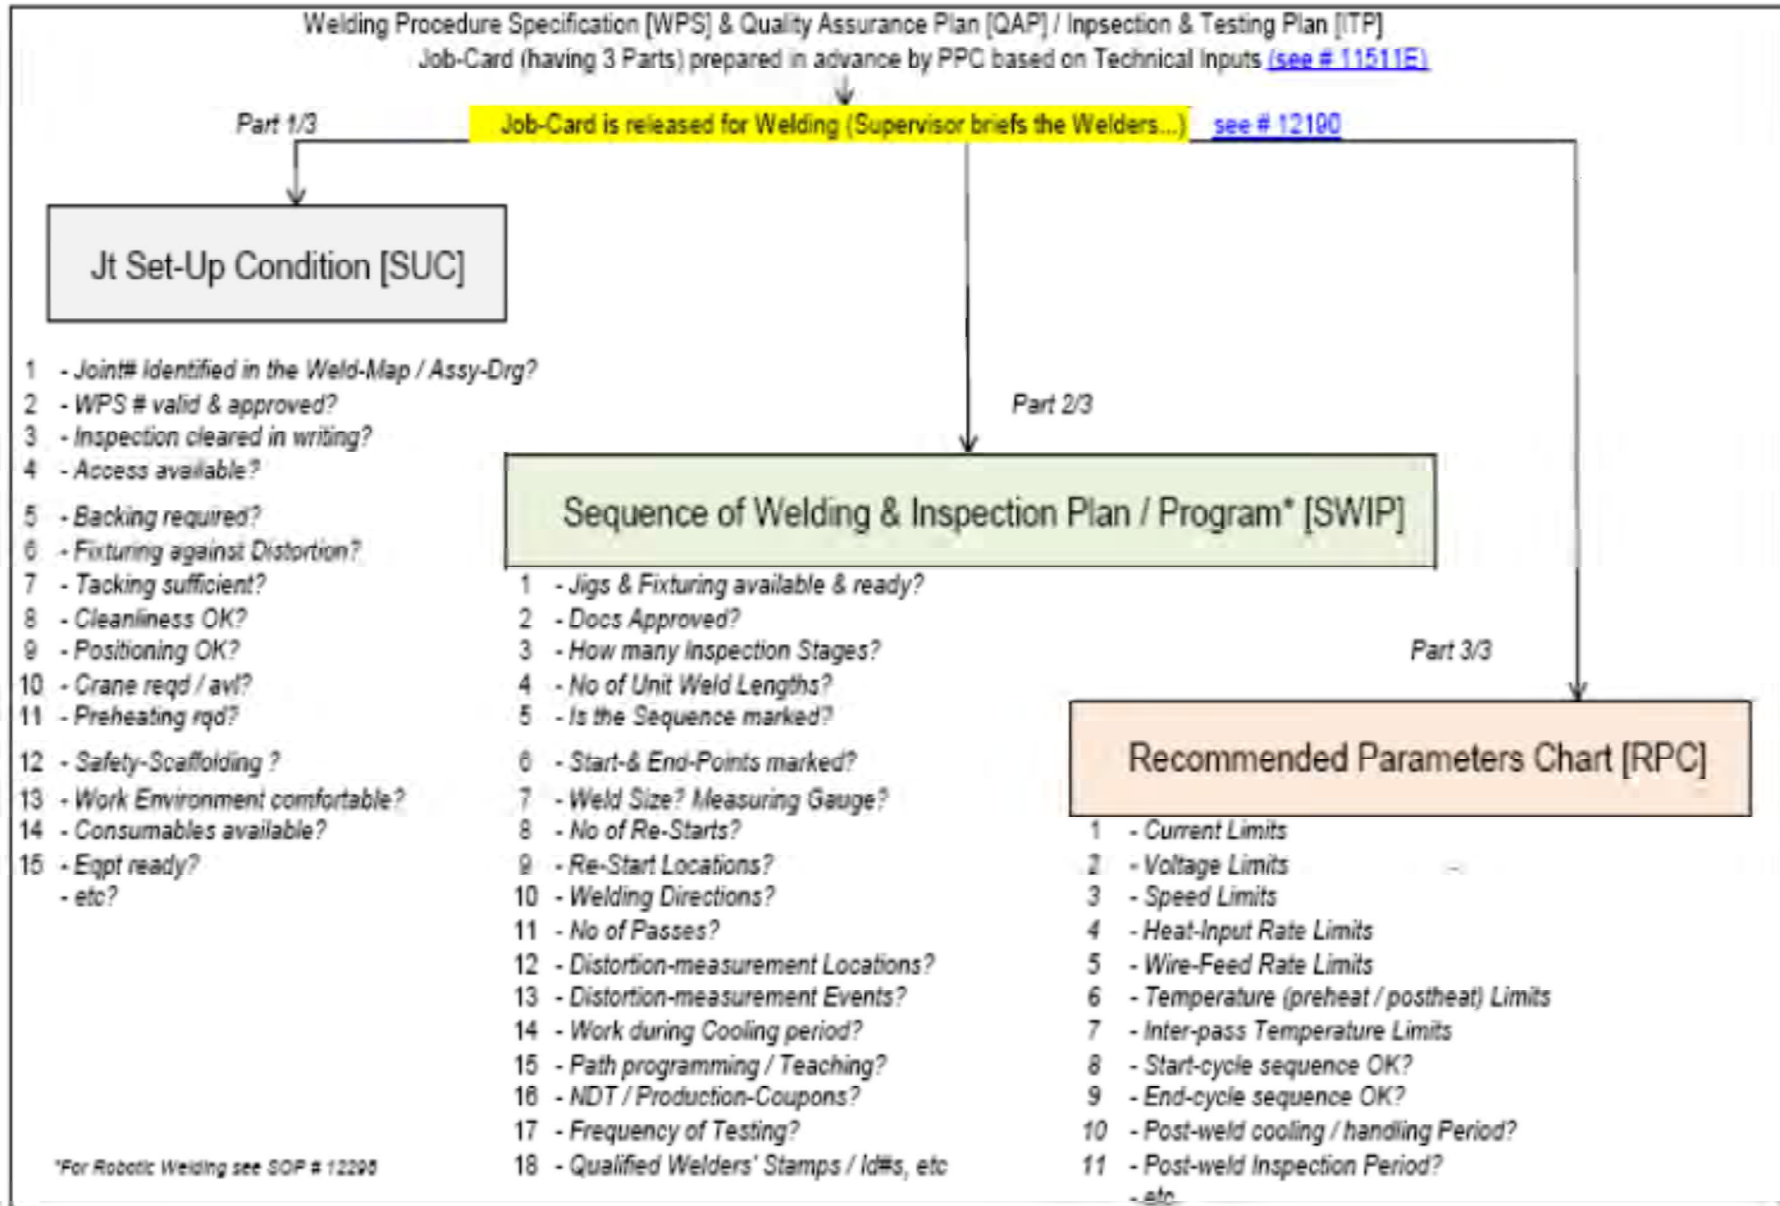 Welding Procedure Specification [WPS] & Quality Assurance Plan [QAP] / Inpsection & Testing Plan [ITP]
Job-Card (having 3 Parts) prepared in advance by PPC based on Technical Inputs (see # 11511E)
Part 1/3
Job-Card is released for Welding (Supervisor briefs the Welders...) see # 12190
Jt Set-Up Condition [SUC]
1 - Joint# Identified in the Weld-Map / Assy-Drg?
2 - WPS # valid & approved?
3 - Inspection cleared in writing?
4 - Access available?
5 - Backing required?
6 - Fixturing against Distortion?
7 - Tacking sufficient?
8 - Cleanliness OK?
9 - Positioning OK?
10 - Crane reqd / avl?
11 - Preheating rqd?
12 - Safety-Scaffolding ?
13 - Work Environment comfortable?
14 - Consumables available?
15 - Eqpt ready?
- etc?
*For Robotic Welding see SOP # 12298
Part 2/3
Sequence of Welding & Inspection Plan / Program* [SWIP]
1 - Jigs & Fixturing available & ready?
2 - Docs Approved?
3 - How many Inspection Stages?
4 - No of Unit Weld Lengths?
5 - Is the Sequence marked?
6 - Start-& End-Points marked?
7 - Weld Size? Measuring Gauge?
8 - No of Re-Starts?
9 - Re-Start Locations?
10 - Welding Directions?
11 - No of Passes?
12 - Distortion-measurement Locations?
13 - Distortion-measurement Events?
14 - Work during Cooling period?
15 - Path programming / Teaching?
16 - NDT / Production-Coupons?
17 - Frequency of Testing?
18 - Qualified Welders' Stamps / Id#s, etc
Part 3/3
Recommended Parameters Chart [RPC]
1 - Current Limits
2 - Voltage Limits
3 - Speed Limits
4 - Heat-Input Rate Limits
5 - Wire-Feed Rate Limits
6 - Temperature (preheat / postheat) Limits
7 - Inter-pass Temperature Limits
8 - Start-cycle sequence OK?
9 - End-cycle sequence OK?
10 - Post-weld cooling / handling Period?
11 - Post-weld Inspection Period?
- etc